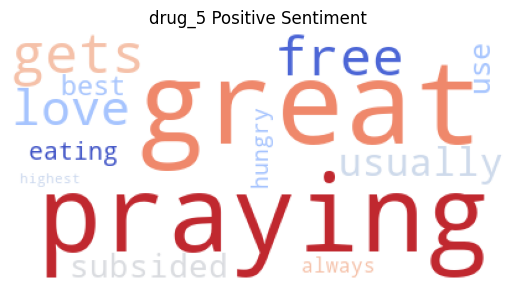 drug_5 Positive Sentiment
gets
free
use
best
love
great
hungry
eating
usually
highest
praying
subsided
always